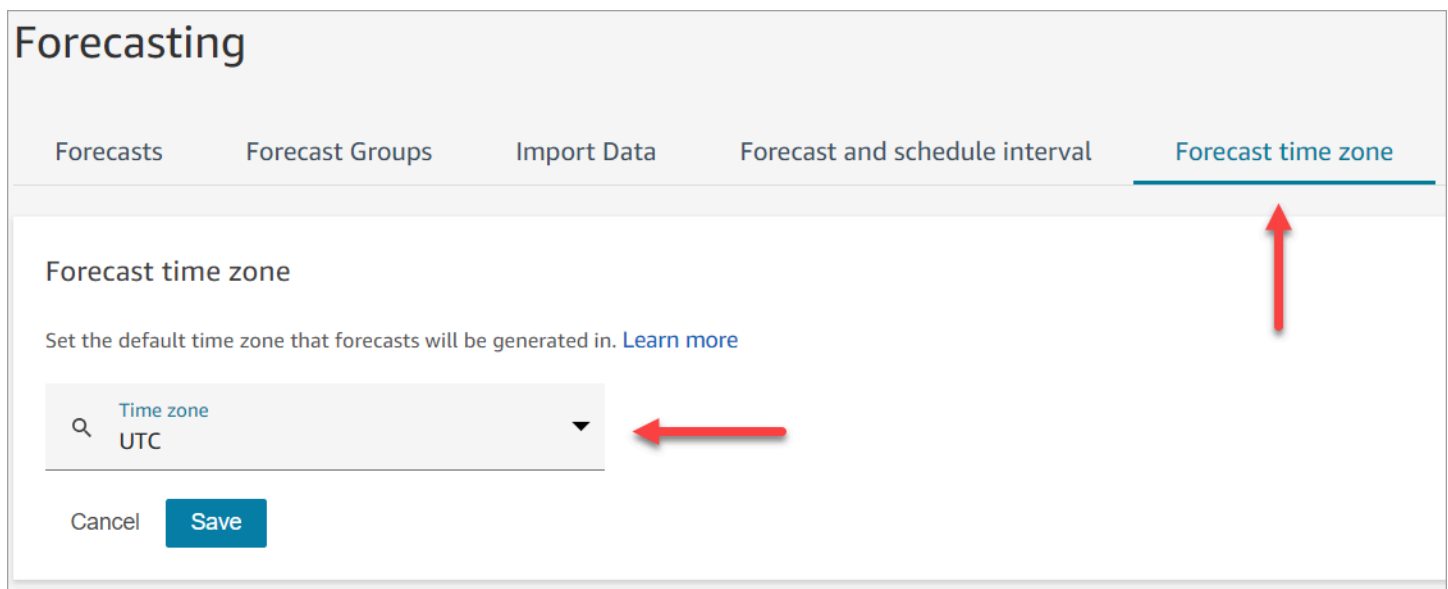 Forecasting
Forecasts Forecast Groups Import Data Forecast and schedule interval Forecast time zone
Forecast time zone
Set the default time zone that forecasts will be generated in. Learn more
Time zone
UTC
Cancel Save